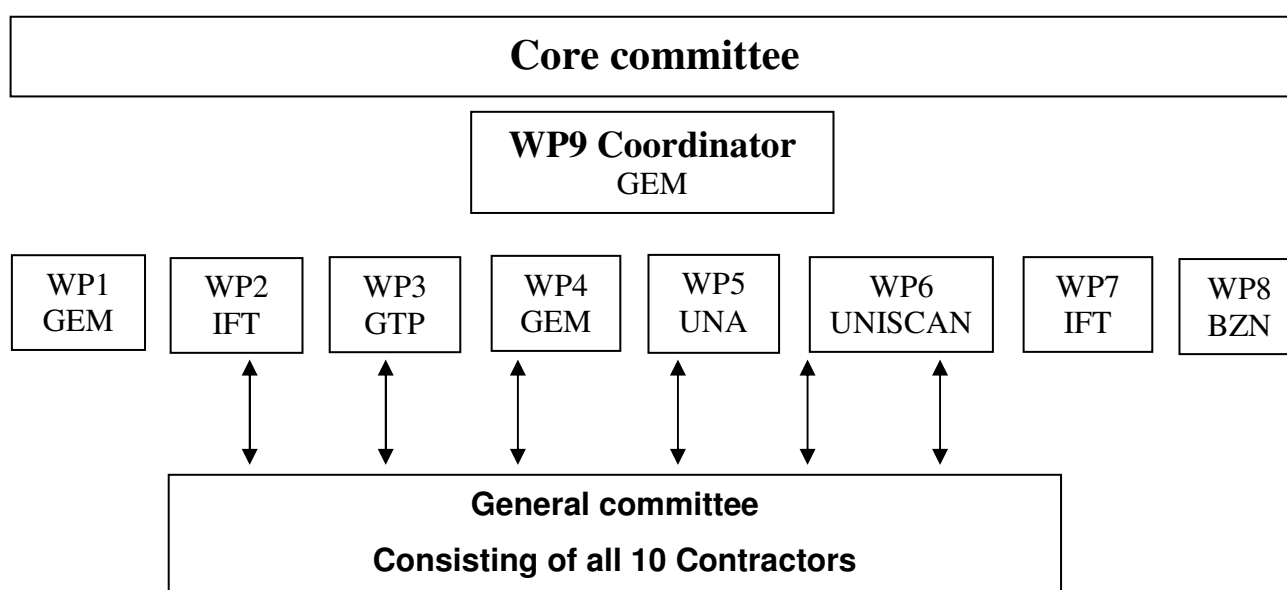 Core committee
WP9 Coordinator
GEM
WP1
GEM
WP2
IFT
WP3
GTP
WP4
GEM
WP5
UNA
WP6
UNISCAN
WP7
IFT
WP8
BZN
General committee
Consisting of all 10 Contractors